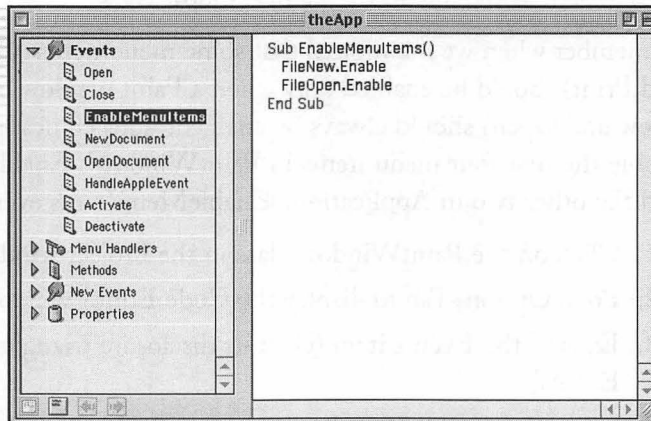 theApp
Events
Open
Close
EnableMenuItems
NewDocument
OpenDocument
HandleAppleEvent
Activate
Deactivate
Menu Handlers
Methods
New Events
Properties
Sub EnableMenuItems()
FileNew.Enable
FileOpen.Enable
End Sub